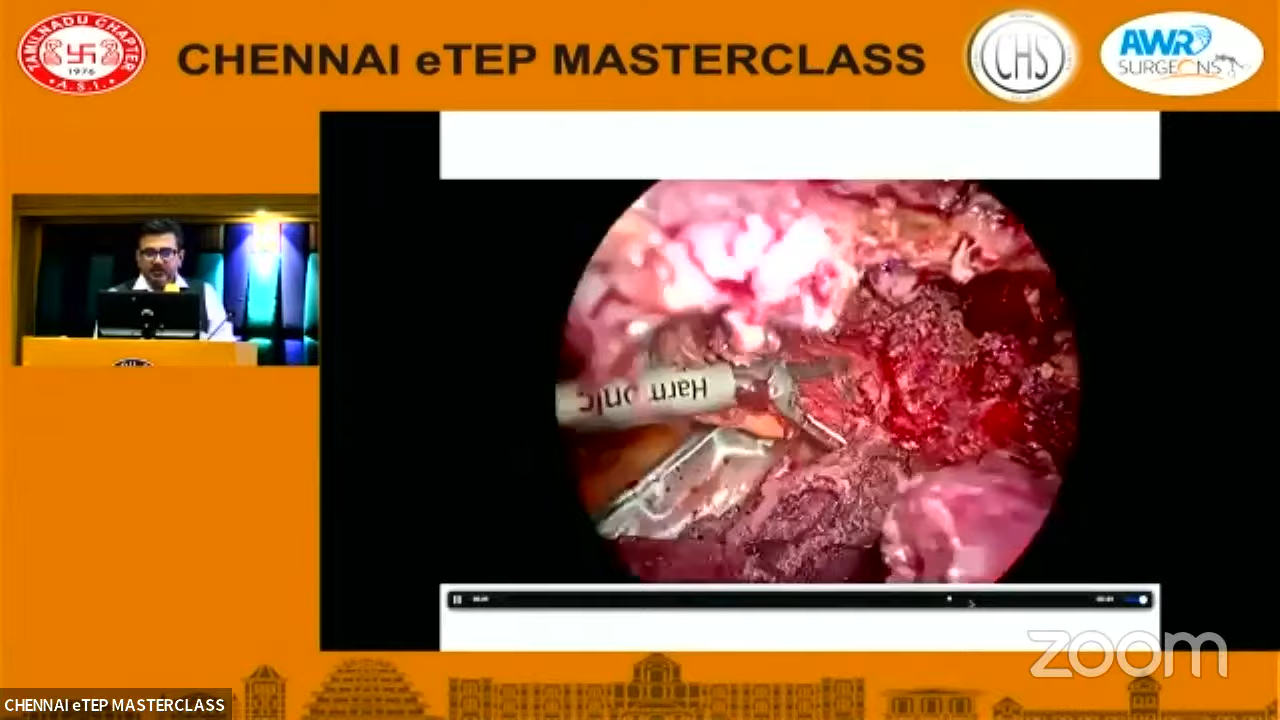 TAMILNADU CHAPTER
1976
A.S.I.
CHENNAI eTEP MASTERCLASS
CHS
AWR
SURGEONS
Harmonic
zoom
CHENNAI eTEP MASTERCLASS